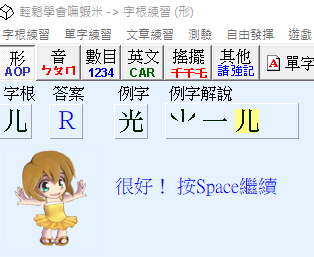 輕鬆學會嘸蝦米 -> 字根練習 (形)
字根練習 單字練習 文章練習 測驗 自由發揮 遊戲
形 音 數目 英文 搖擺 其他 A 單字
AOP ㄅㄆㄇ 1234 CAR 千千毛 請強記
字根 答案 例字 例字解說
儿 R 光 ⺌ 一 儿
很好！ 按Space繼續